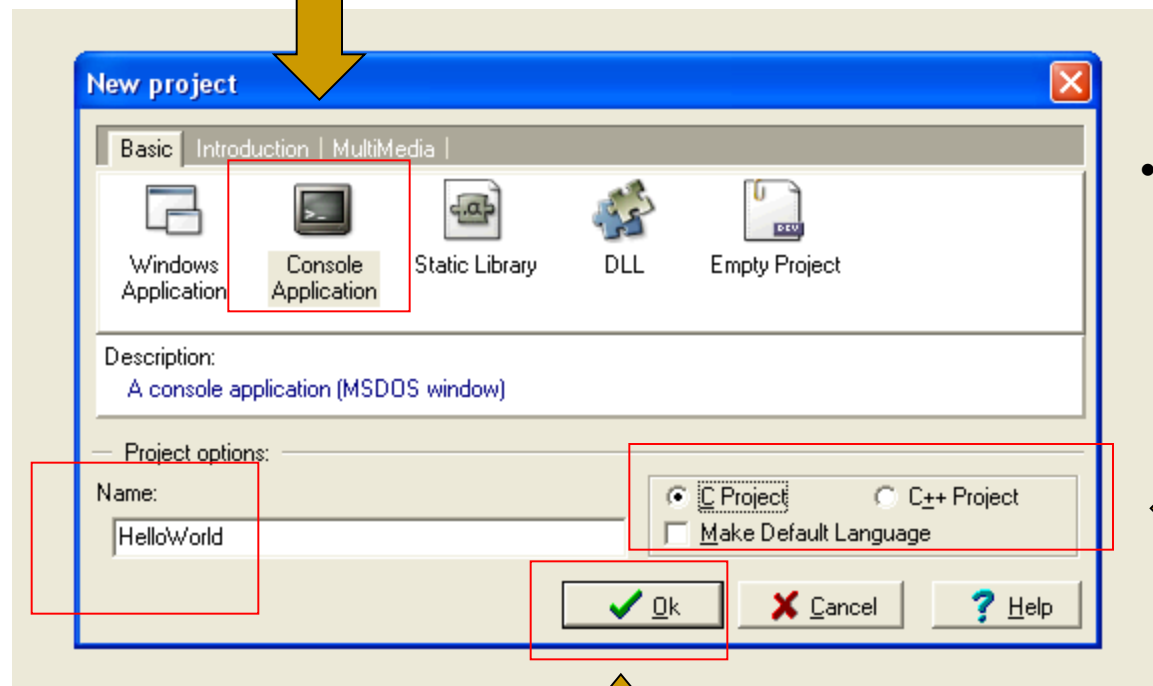 New project
Basic | Introduction | MultiMedia |
>_
.a
DEV
Windows Application
Console Application
Static Library
DLL
Empty Project
Description:
A console application (MSDOS window)
Project options:
Name:
C Project
C++ Project
HelloWorld
Make Default Language
Ok
Cancel
? Help